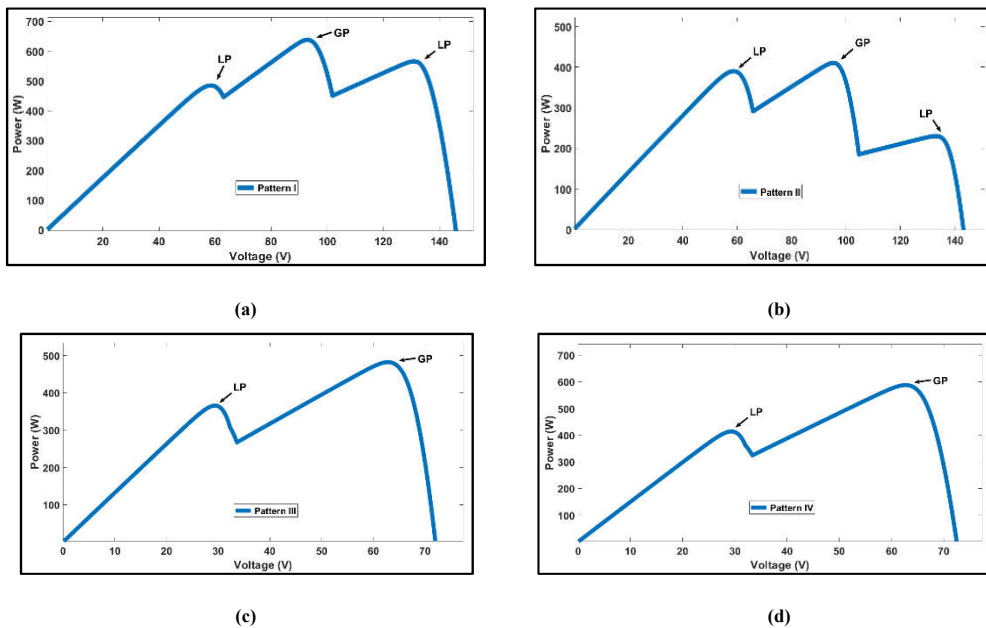 700
600
500
400
300
200
100
0
Power (W)
LP
GP
LP
Pattern I
20 40 60 80 100 120 140
Voltage (V)
(a)
500
400
300
200
100
0
Power (W)
LP
GP
LP
Pattern II
20 40 60 80 100 120 140
Voltage (V)
(b)
500
400
300
200
100
Power (W)
LP
GP
Pattern III
0 10 20 30 40 50 60 70
Voltage (V)
(c)
700
600
500
400
300
200
100
Power (W)
LP
GP
Pattern IV
0 10 20 30 40 50 60 70
Voltage (V)
(d)